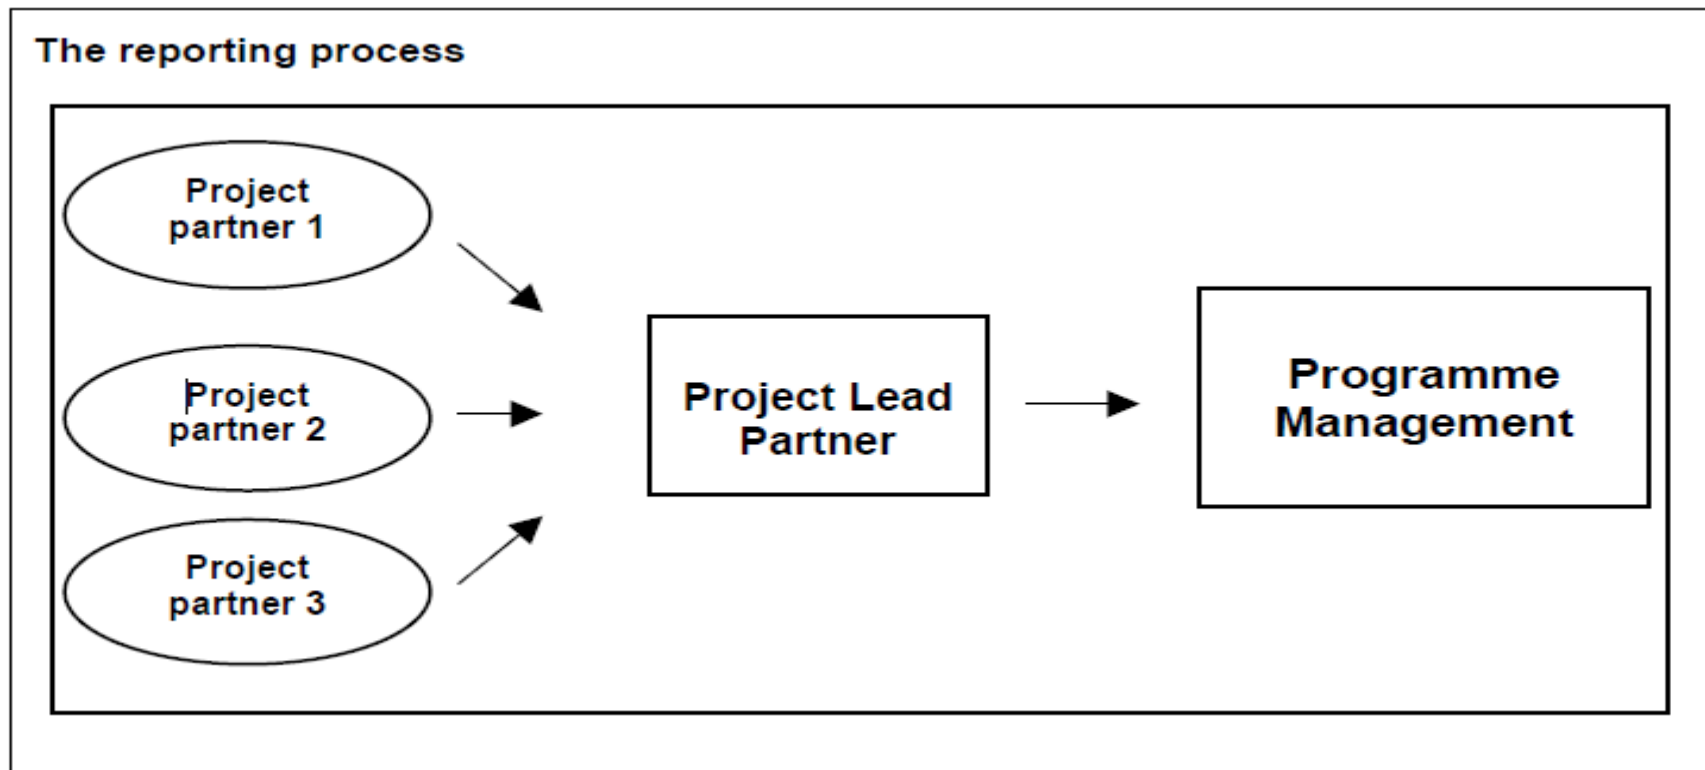 The reporting process
Project
partner 1
Project
partner 2
Project
partner 3
Project Lead
Partner
Programme
Management